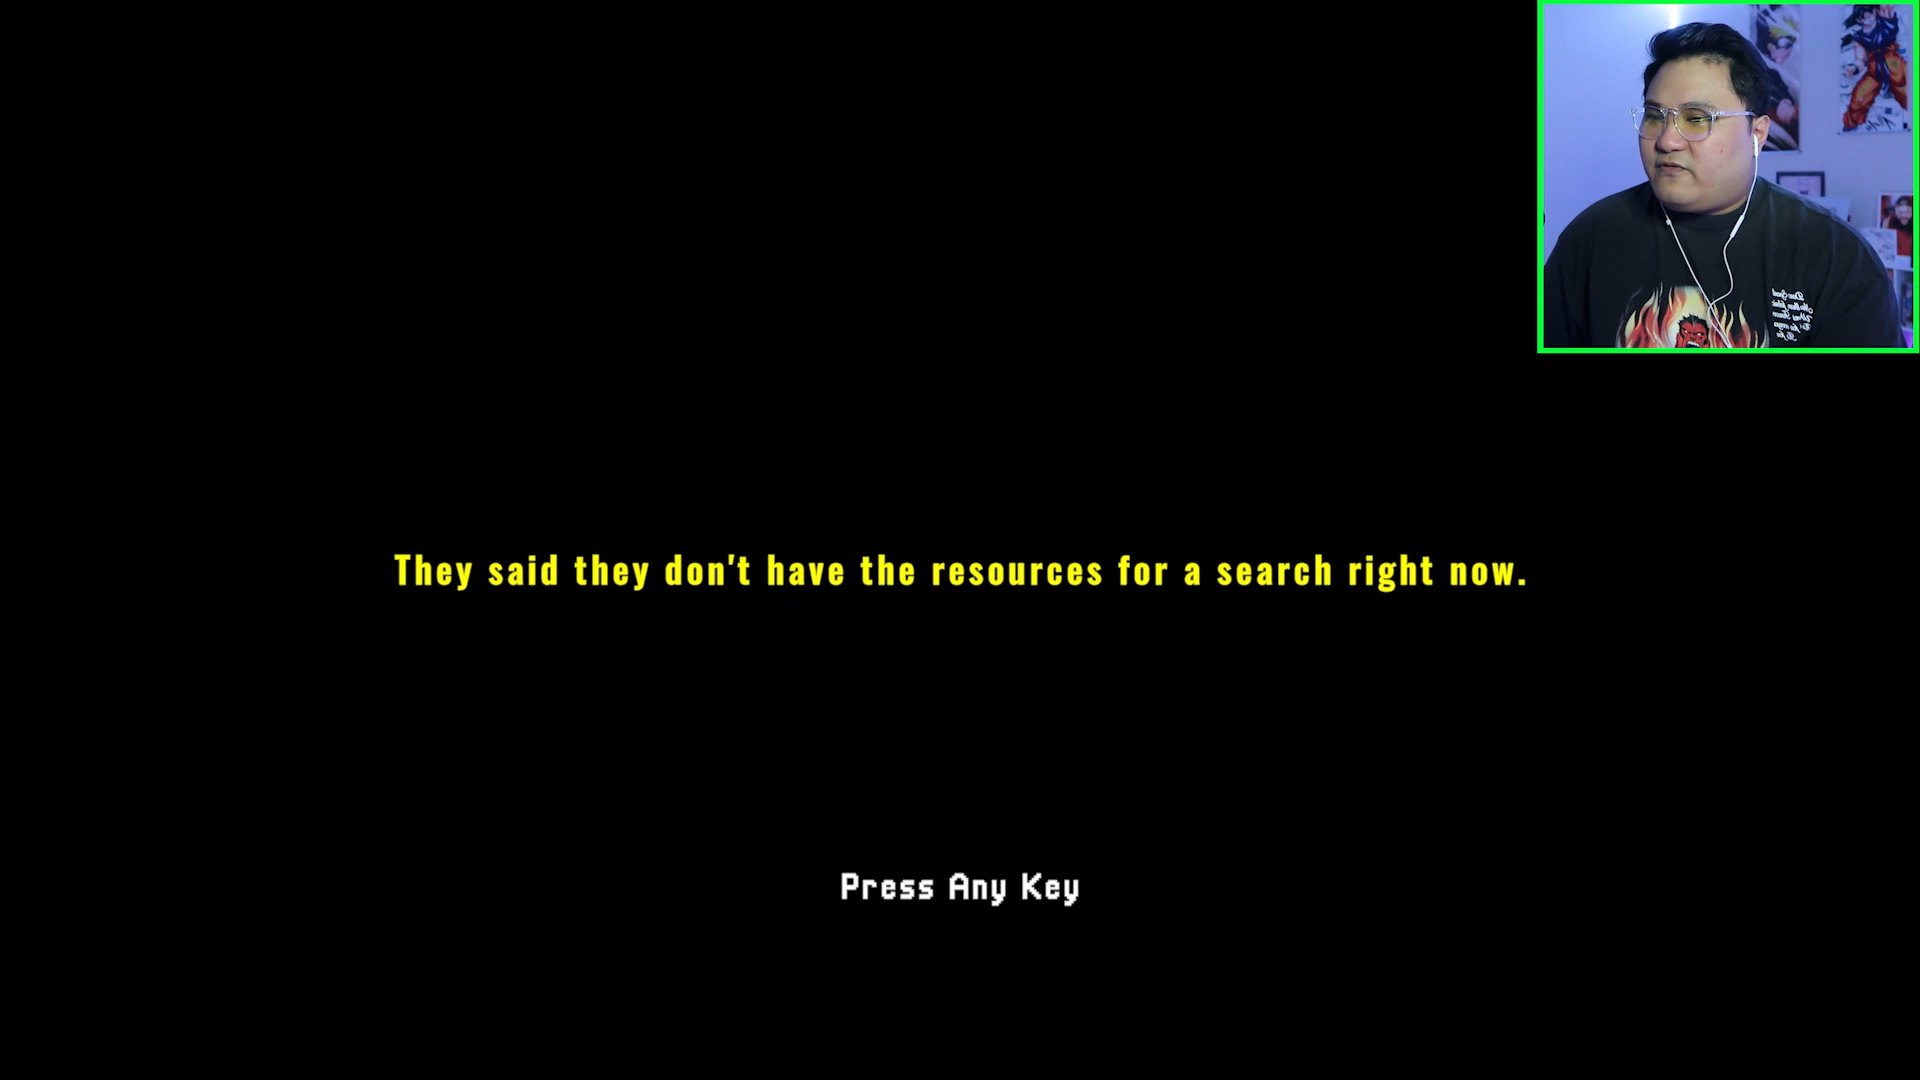 They said they don't have the resources for a search right now.
Press Any Key